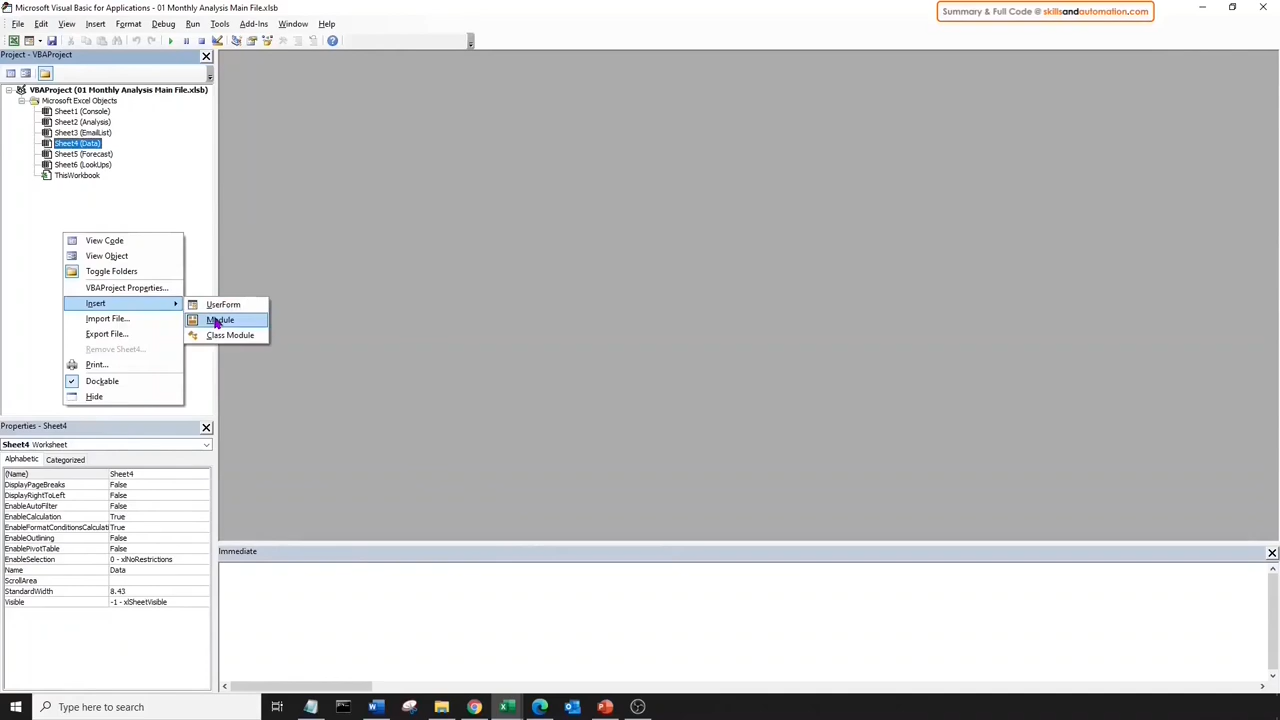 Microsoft Visual Basic for Applications - 01 Monthly Analysis Main File.xlsb
Summary & Full Code @ skillsandautomation.com
File Edit View Insert Format Debug Run Tools Add-Ins Window Help
Project - VBAProject
VBAProject (01 Monthly Analysis Main File.xlsb)
Microsoft Excel Objects
Sheet1 (Console)
Sheet2 (Analysis)
Sheet3 (EmailList)
Sheet4 (Data)
Sheet5 (Forecast)
Sheet6 (LookUps)
ThisWorkbook
View Code
View Object
Toggle Folders
VBAProject Properties...
Insert
UserForm
Module
Class Module
Import File...
Export File...
Remove Sheet4...
Print...
Dockable
Hide
Properties - Sheet4
Sheet4 Worksheet
Alphabetic Categorized
(Name) Sheet4
DisplayPageBreaks False
DisplayRightToLeft False
EnableAutoFilter False
EnableCalculation True
EnableFormatConditionsCalculati True
EnableOutlining False
EnablePivotTable False
EnableSelection 0 - xlNoRestrictions
Name Data
ScrollArea
StandardWidth 8.43
Visible -1 - xlSheetVisible
Immediate
Type here to search